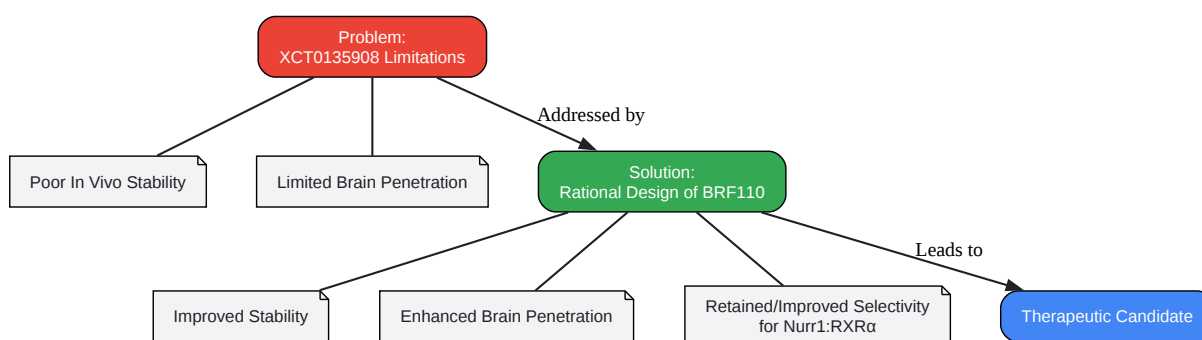 Problem:
XCT0135908 Limitations
Addressed by
Poor In Vivo Stability
Limited Brain Penetration
Solution:
Rational Design of BRF110
Leads to
Improved Stability
Enhanced Brain Penetration
Retained/Improved Selectivity
for Nurr1:RXRα
Therapeutic Candidate